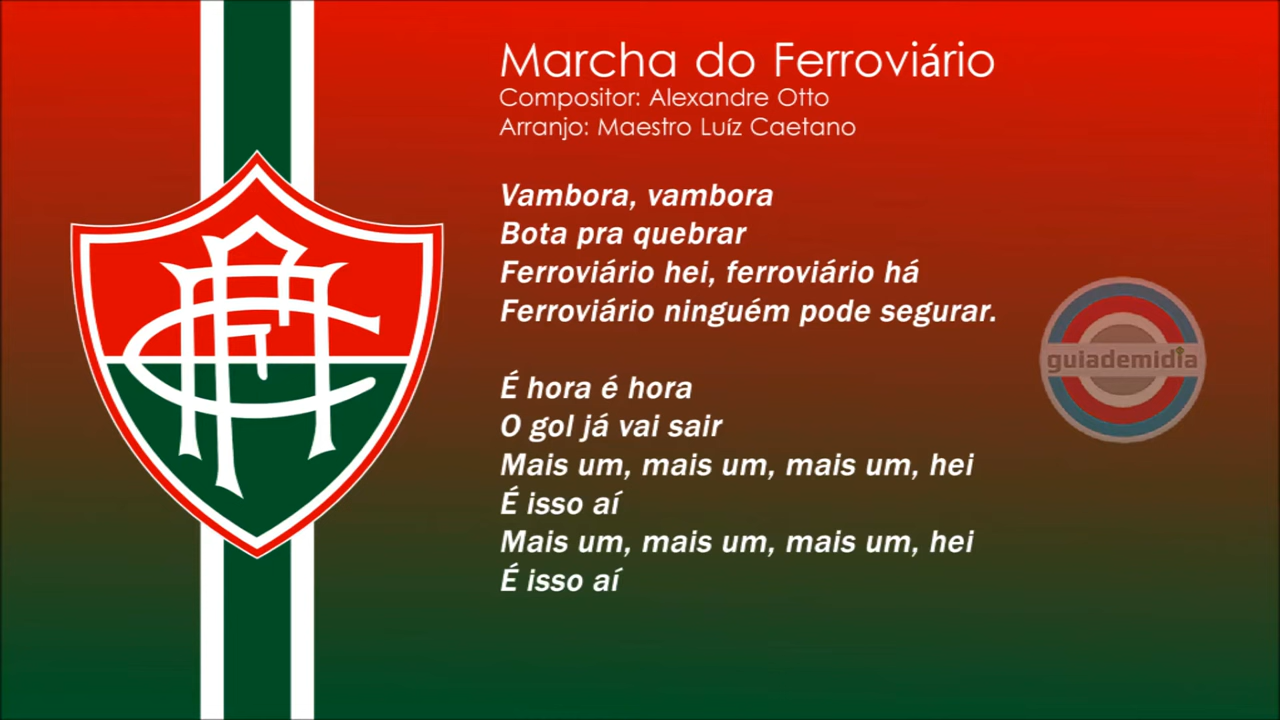 Marcha do Ferroviário
Compositor: Alexandre Otto
Arranjo: Maestro Luíz Caetano
Vambora, vambora
Bota pra quebrar
Ferroviário hei, ferroviário há
Ferroviário ninguém pode segurar.
É hora é hora
O gol já vai sair
Mais um, mais um, mais um, hei
É isso aí
Mais um, mais um, mais um, hei
É isso aí
guiademidia